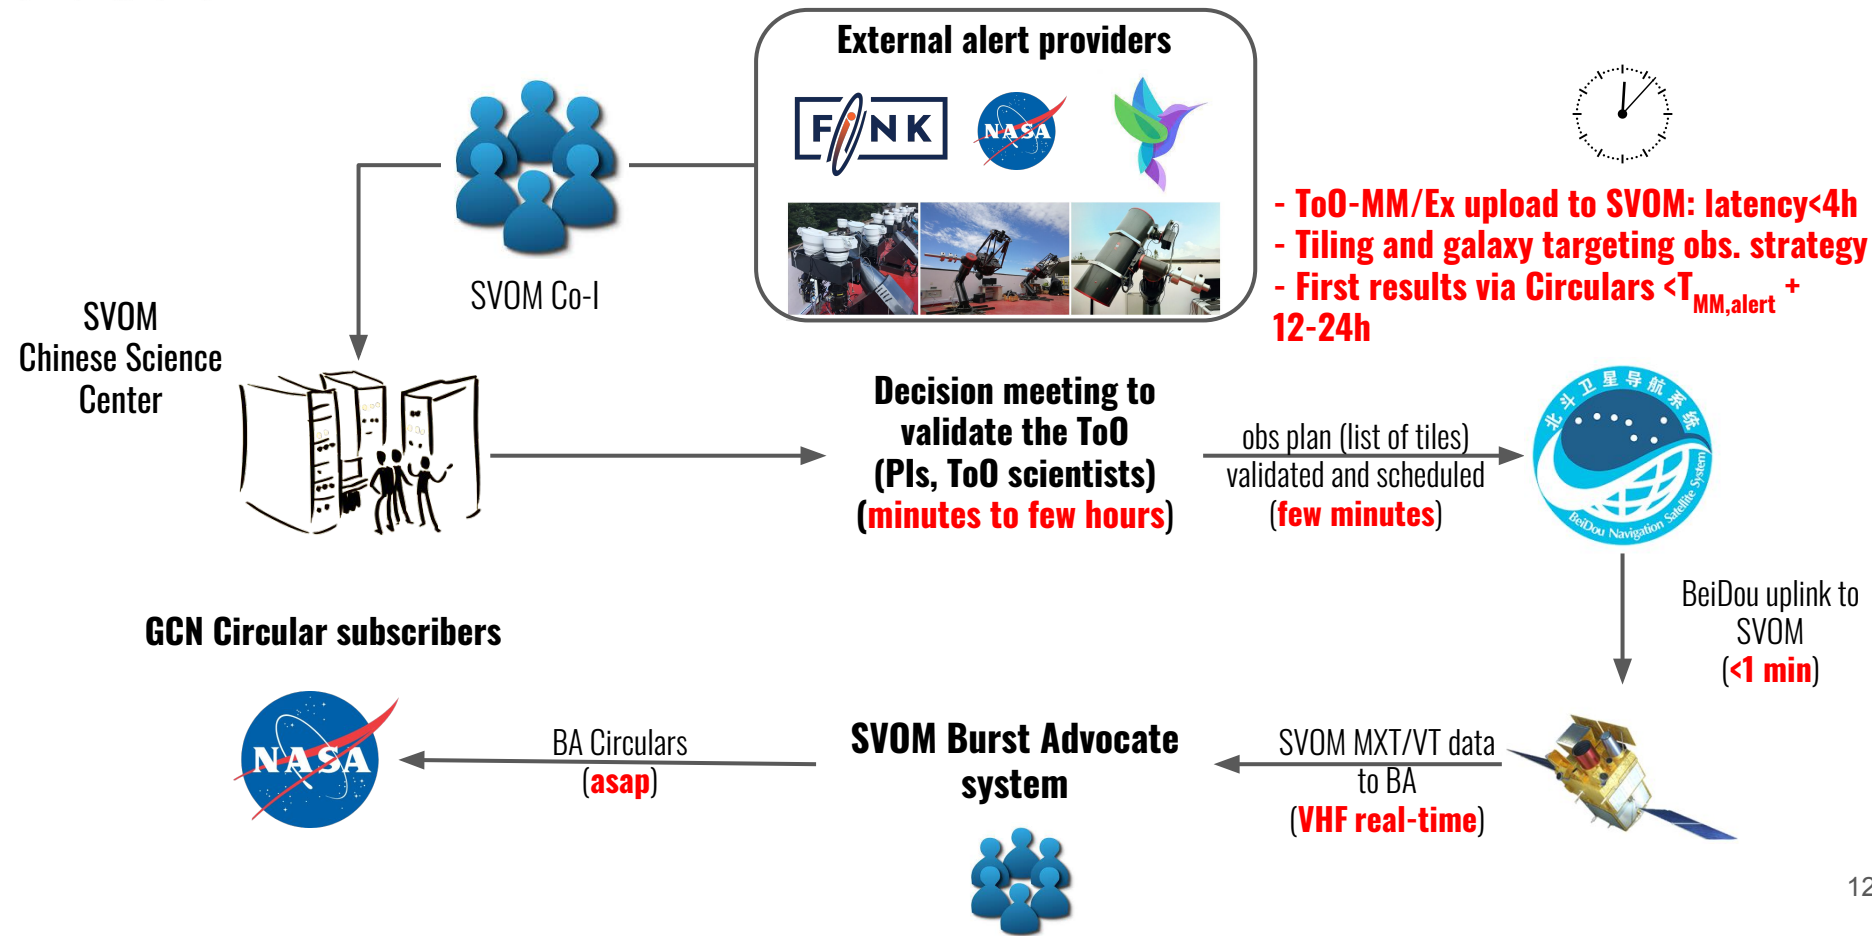 External alert providers
FINK
NASA
SVOM Co-I
- ToO-MM/Ex upload to SVOM: latency<4h
- Tiling and galaxy targeting obs. strategy
- First results via Circulars <T_MM,alert +
12-24h
SVOM
Chinese Science
Center
Decision meeting to
validate the ToO
(PIs, ToO scientists)
(minutes to few hours)
obs plan (list of tiles)
validated and scheduled
(few minutes)
北斗卫星导航系统
BeiDou Navigation Satellite System
BeiDou uplink to
SVOM
(<1 min)
GCN Circular subscribers
NASA
BA Circulars
(asap)
SVOM Burst Advocate
system
SVOM MXT/VT data
to BA
(VHF real-time)
12